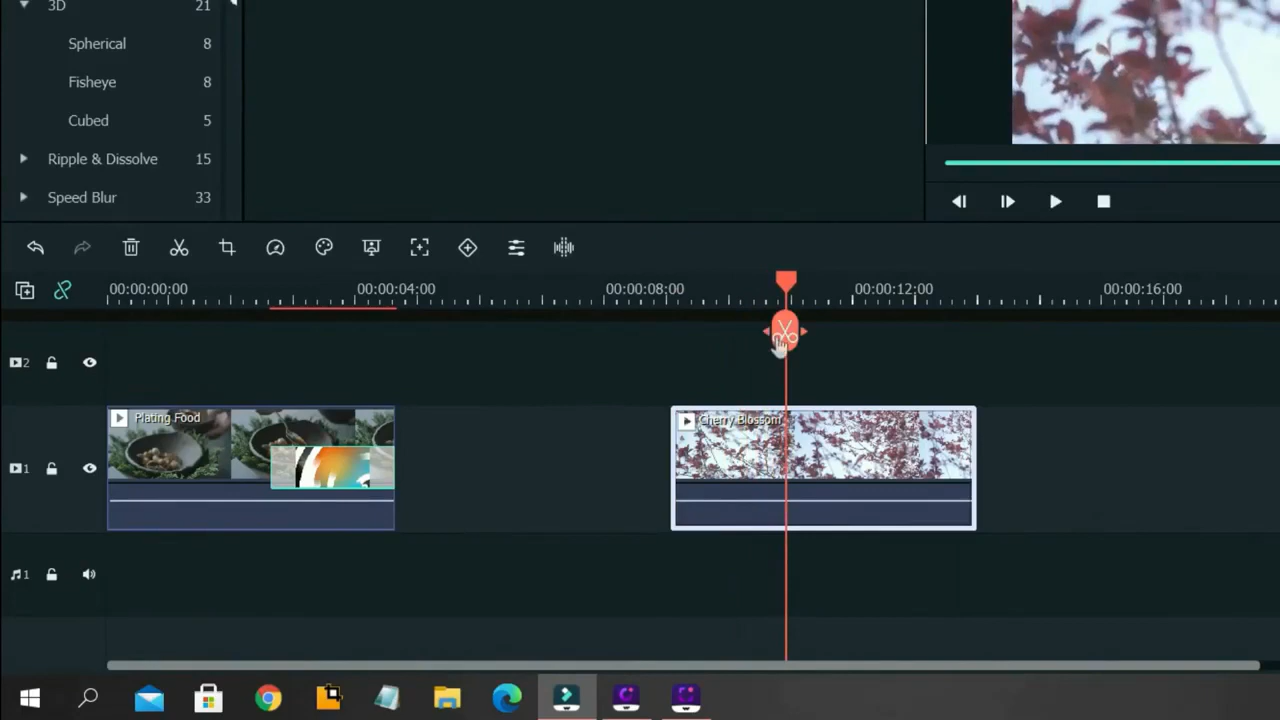 3D 21
Spherical 8
Fisheye 8
Cubed 5
Ripple & Dissolve 15
Speed Blur 33
00:00:00:00 00:00:04:00 00:00:08:00 00:00:12:00 00:00:16:00
2
Plating Food Cherry Blossom
1
1